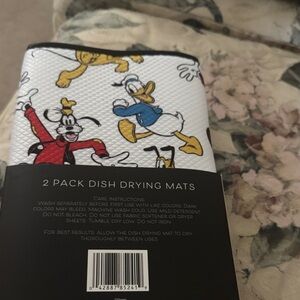 2 PACK DISH DRYING MATS
CARE INSTRUCTIONS:
WASH SEPARATELY BEFORE FIRST USE WITH LIKE COLORS. DARK
COLORS MAY BLEED. MACHINE WASH COLD. USE MILD DETERGENT.
DO NOT BLEACH. DO NOT USE FABRIC SOFTENER OR DRYER
SHEETS. TUMBLE DRY LOW. DO NOT IRON.
FOR BEST RESULTS: ALLOW THE DISH DRYING MAT TO DRY
THOROUGHLY BETWEEN USES.
42887 85245